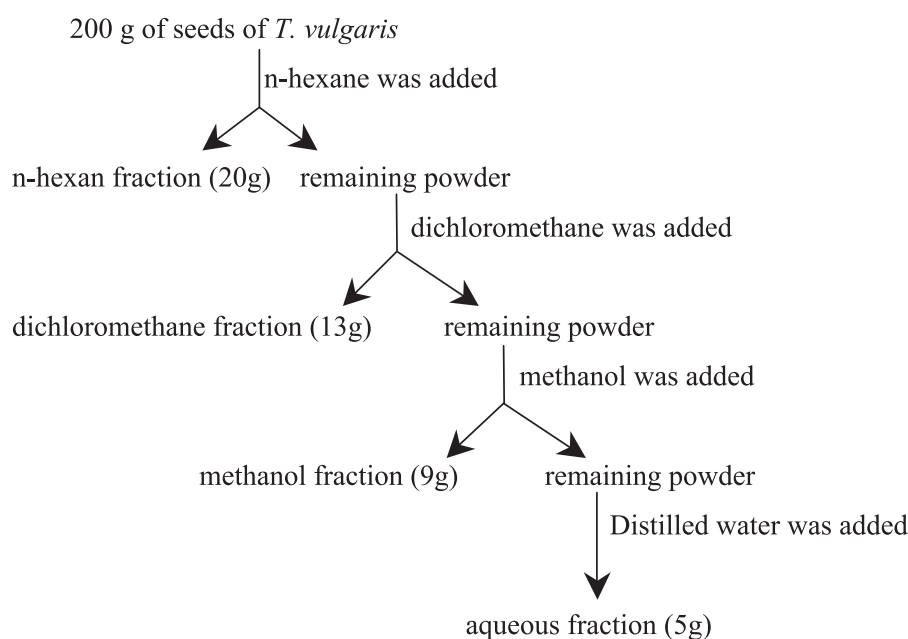 200 g of seeds of T. vulgaris
n-hexane was added
n-hexan fraction (20g)
remaining powder
dichloromethane was added
dichloromethane fraction (13g)
remaining powder
methanol was added
methanol fraction (9g)
remaining powder
Distilled water was added
aqueous fraction (5g)